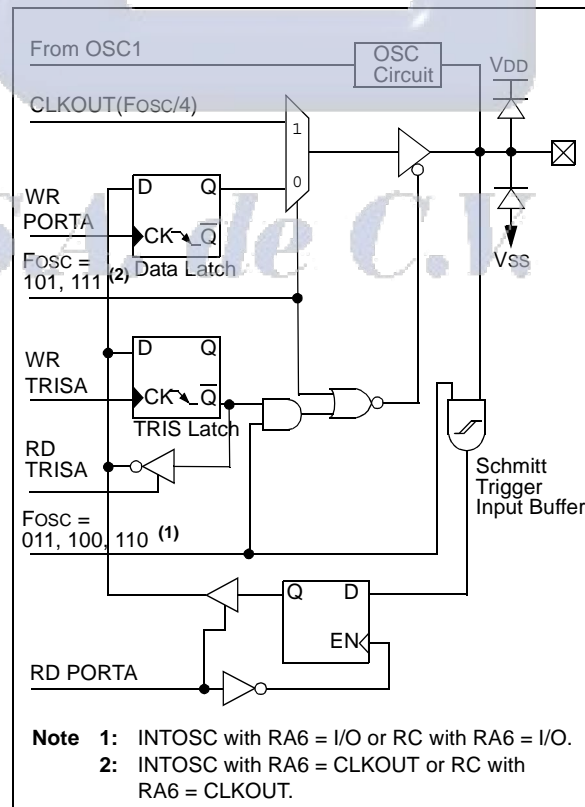 From OSC1
OSC
Circuit
VDD
CLKOUT(FOSC/4)
1
0
WR
PORTA
D
Q
CK
Q
Data Latch
FOSC =
101, 111 (2)
S.A. de C.V.
VSS
WR
TRISA
D
Q
CK
Q
TRIS Latch
RD
TRISA
Schmitt
Trigger
Input Buffer
FOSC =
011, 100, 110 (1)
Q
D
EN
RD PORTA
Note 1: INTOSC with RA6 = I/O or RC with RA6 = I/O.
2: INTOSC with RA6 = CLKOUT or RC with
RA6 = CLKOUT.